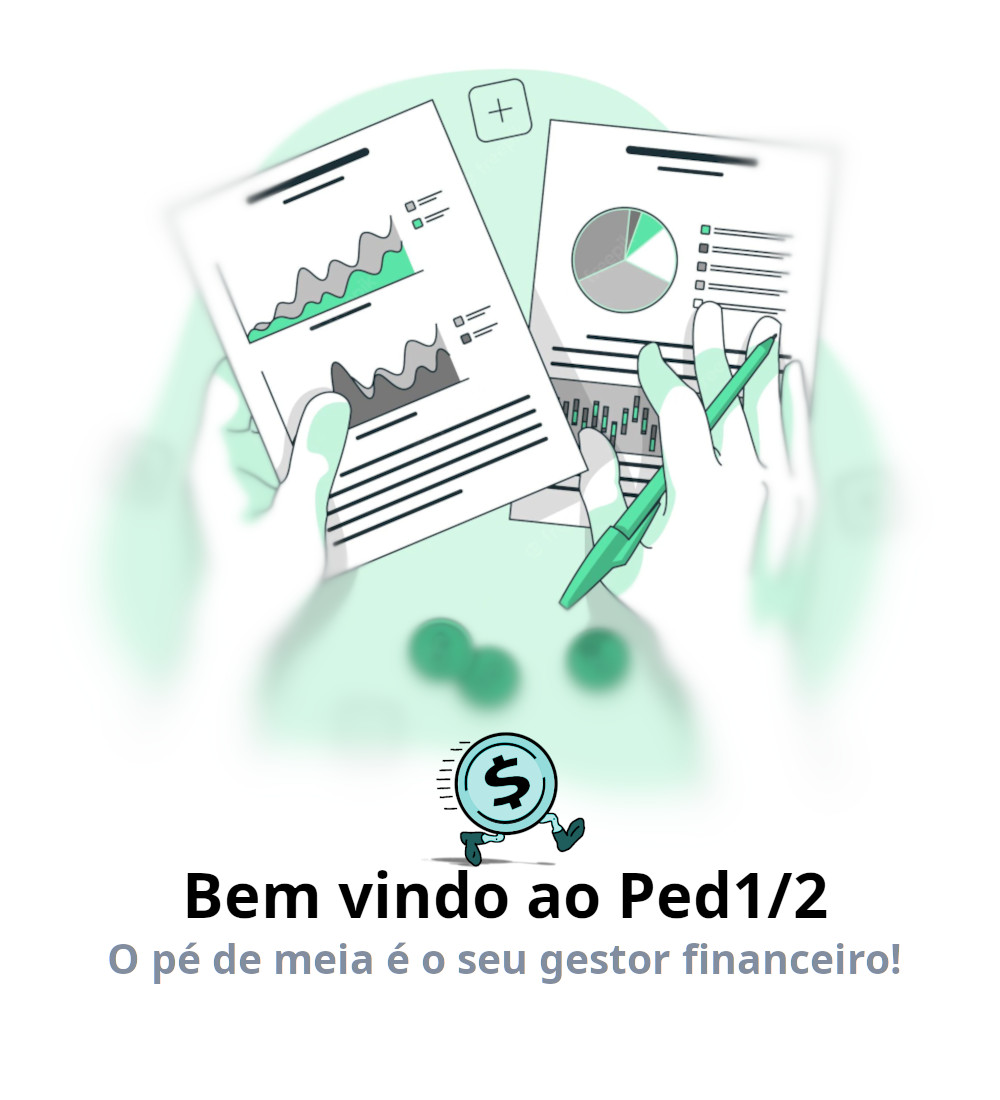 $
Bem vindo ao Ped1/2
O pé de meia é o seu gestor financeiro!